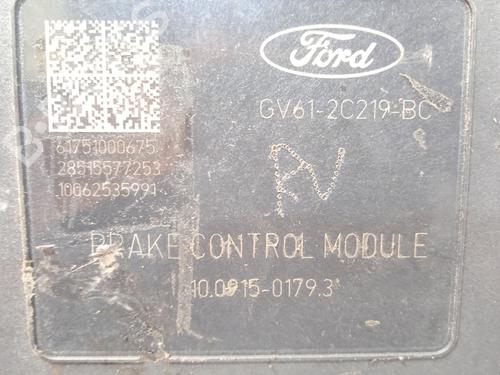 Ford
GV61-2C219-BC
61751000675
28515577253
10062535991
RV
BRAKE CONTROL MODULE
10.0915-0179.3